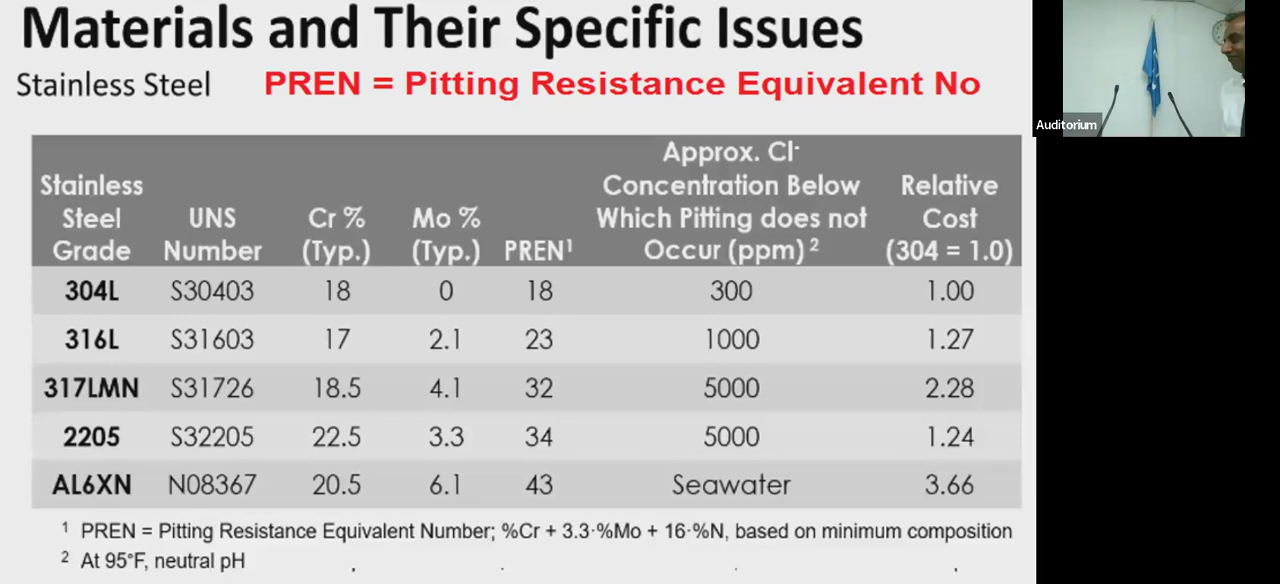 Materials and Their Specific Issues
Stainless Steel PREN = Pitting Resistance Equivalent No
Auditorium
Stainless Steel Grade UNS Number Cr % (Typ.) Mo % (Typ.) PREN¹ Approx. Cl⁻ Concentration Below Which Pitting does not Occur (ppm) ² Relative Cost (304 = 1.0)
304L S30403 18 0 18 300 1.00
316L S31603 17 2.1 23 1000 1.27
317LMN S31726 18.5 4.1 32 5000 2.28
2205 S32205 22.5 3.3 34 5000 1.24
AL6XN N08367 20.5 6.1 43 Seawater 3.66
¹ PREN = Pitting Resistance Equivalent Number; %Cr + 3.3·%Mo + 16·%N, based on minimum composition
² At 95°F, neutral pH